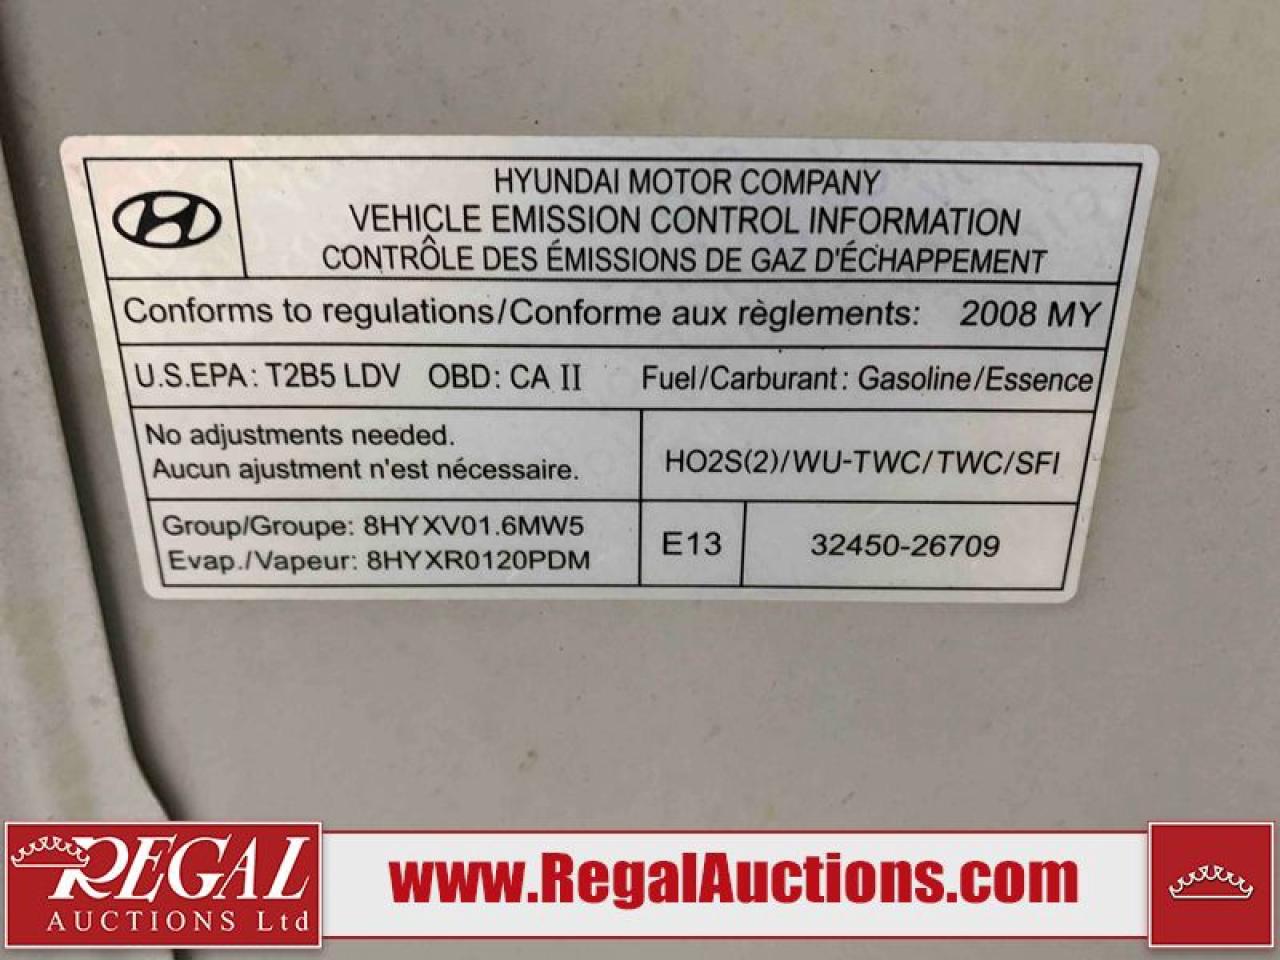 HYUNDAI MOTOR COMPANY
VEHICLE EMISSION CONTROL INFORMATION
CONTRÔLE DES ÉMISSIONS DE GAZ D'ÉCHAPPEMENT
Conforms to regulations/Conforme aux règlements: 2008 MY
U.S.EPA: T2B5 LDV OBD: CA II Fuel/Carburant: Gasoline/Essence
No adjustments needed.
Aucun ajustment n'est nécessaire.
HO2S(2)/WU-TWC/TWC/SFI
Group/Groupe: 8HYXV01.6MW5
Evap./Vapeur: 8HYXR0120PDM
E13
32450-26709
REGAL
AUCTIONS Ltd
www.RegalAuctions.com